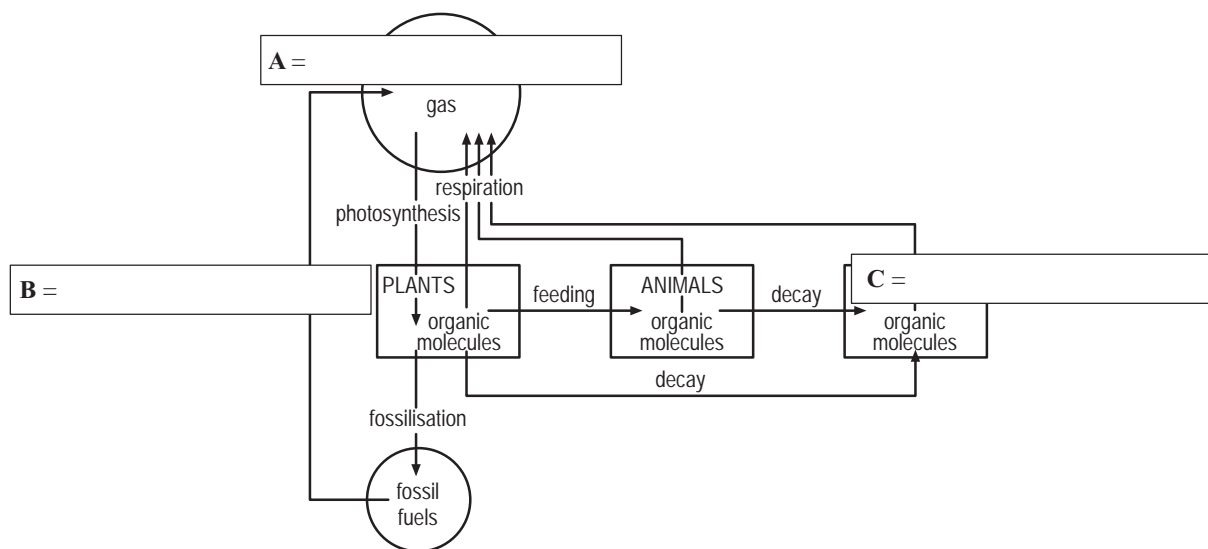 A =
gas
respiration
photosynthesis
B =
PLANTS
feeding
ANIMALS
decay
C =
organic
molecules
organic
molecules
organic
molecules
decay
fossilisation
fossil
fuels